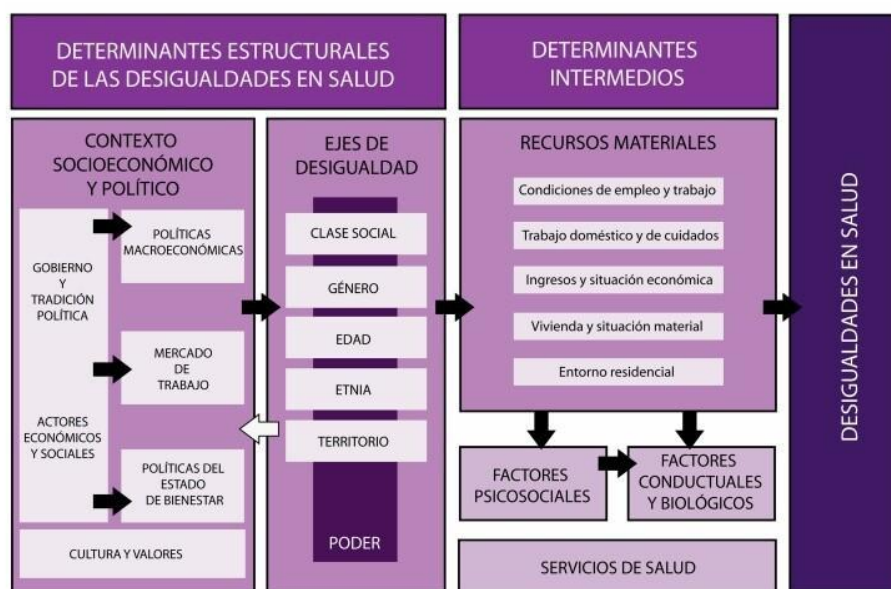 DETERMINANTES ESTRUCTURALES
DE LAS DESIGUALDADES EN SALUD
CONTEXTO
SOCIOECONÓMICO
Y POLÍTICO
GOBIERNO
Y
TRADICIÓN
POLÍTICA
ACTORES
ECONÓMICOS
Y SOCIALES
POLÍTICAS
MACROECONÓMICAS
MERCADO
DE
TRABAJO
POLÍTICAS DEL
ESTADO
DE BIENESTAR
CULTURA Y VALORES
EJES DE
DESIGUALDAD
CLASE SOCIAL
GÉNERO
EDAD
ETNIA
TERRITORIO
PODER
DETERMINANTES
INTERMEDIOS
RECURSOS MATERIALES
Condiciones de empleo y trabajo
Trabajo doméstico y de cuidados
Ingresos y situación económica
Vivienda y situación material
Entorno residencial
FACTORES
PSICOSOCIALES
FACTORES
CONDUCTUALES
Y BIOLÓGICOS
SERVICIOS DE SALUD
DESIGUALDADES EN SALUD